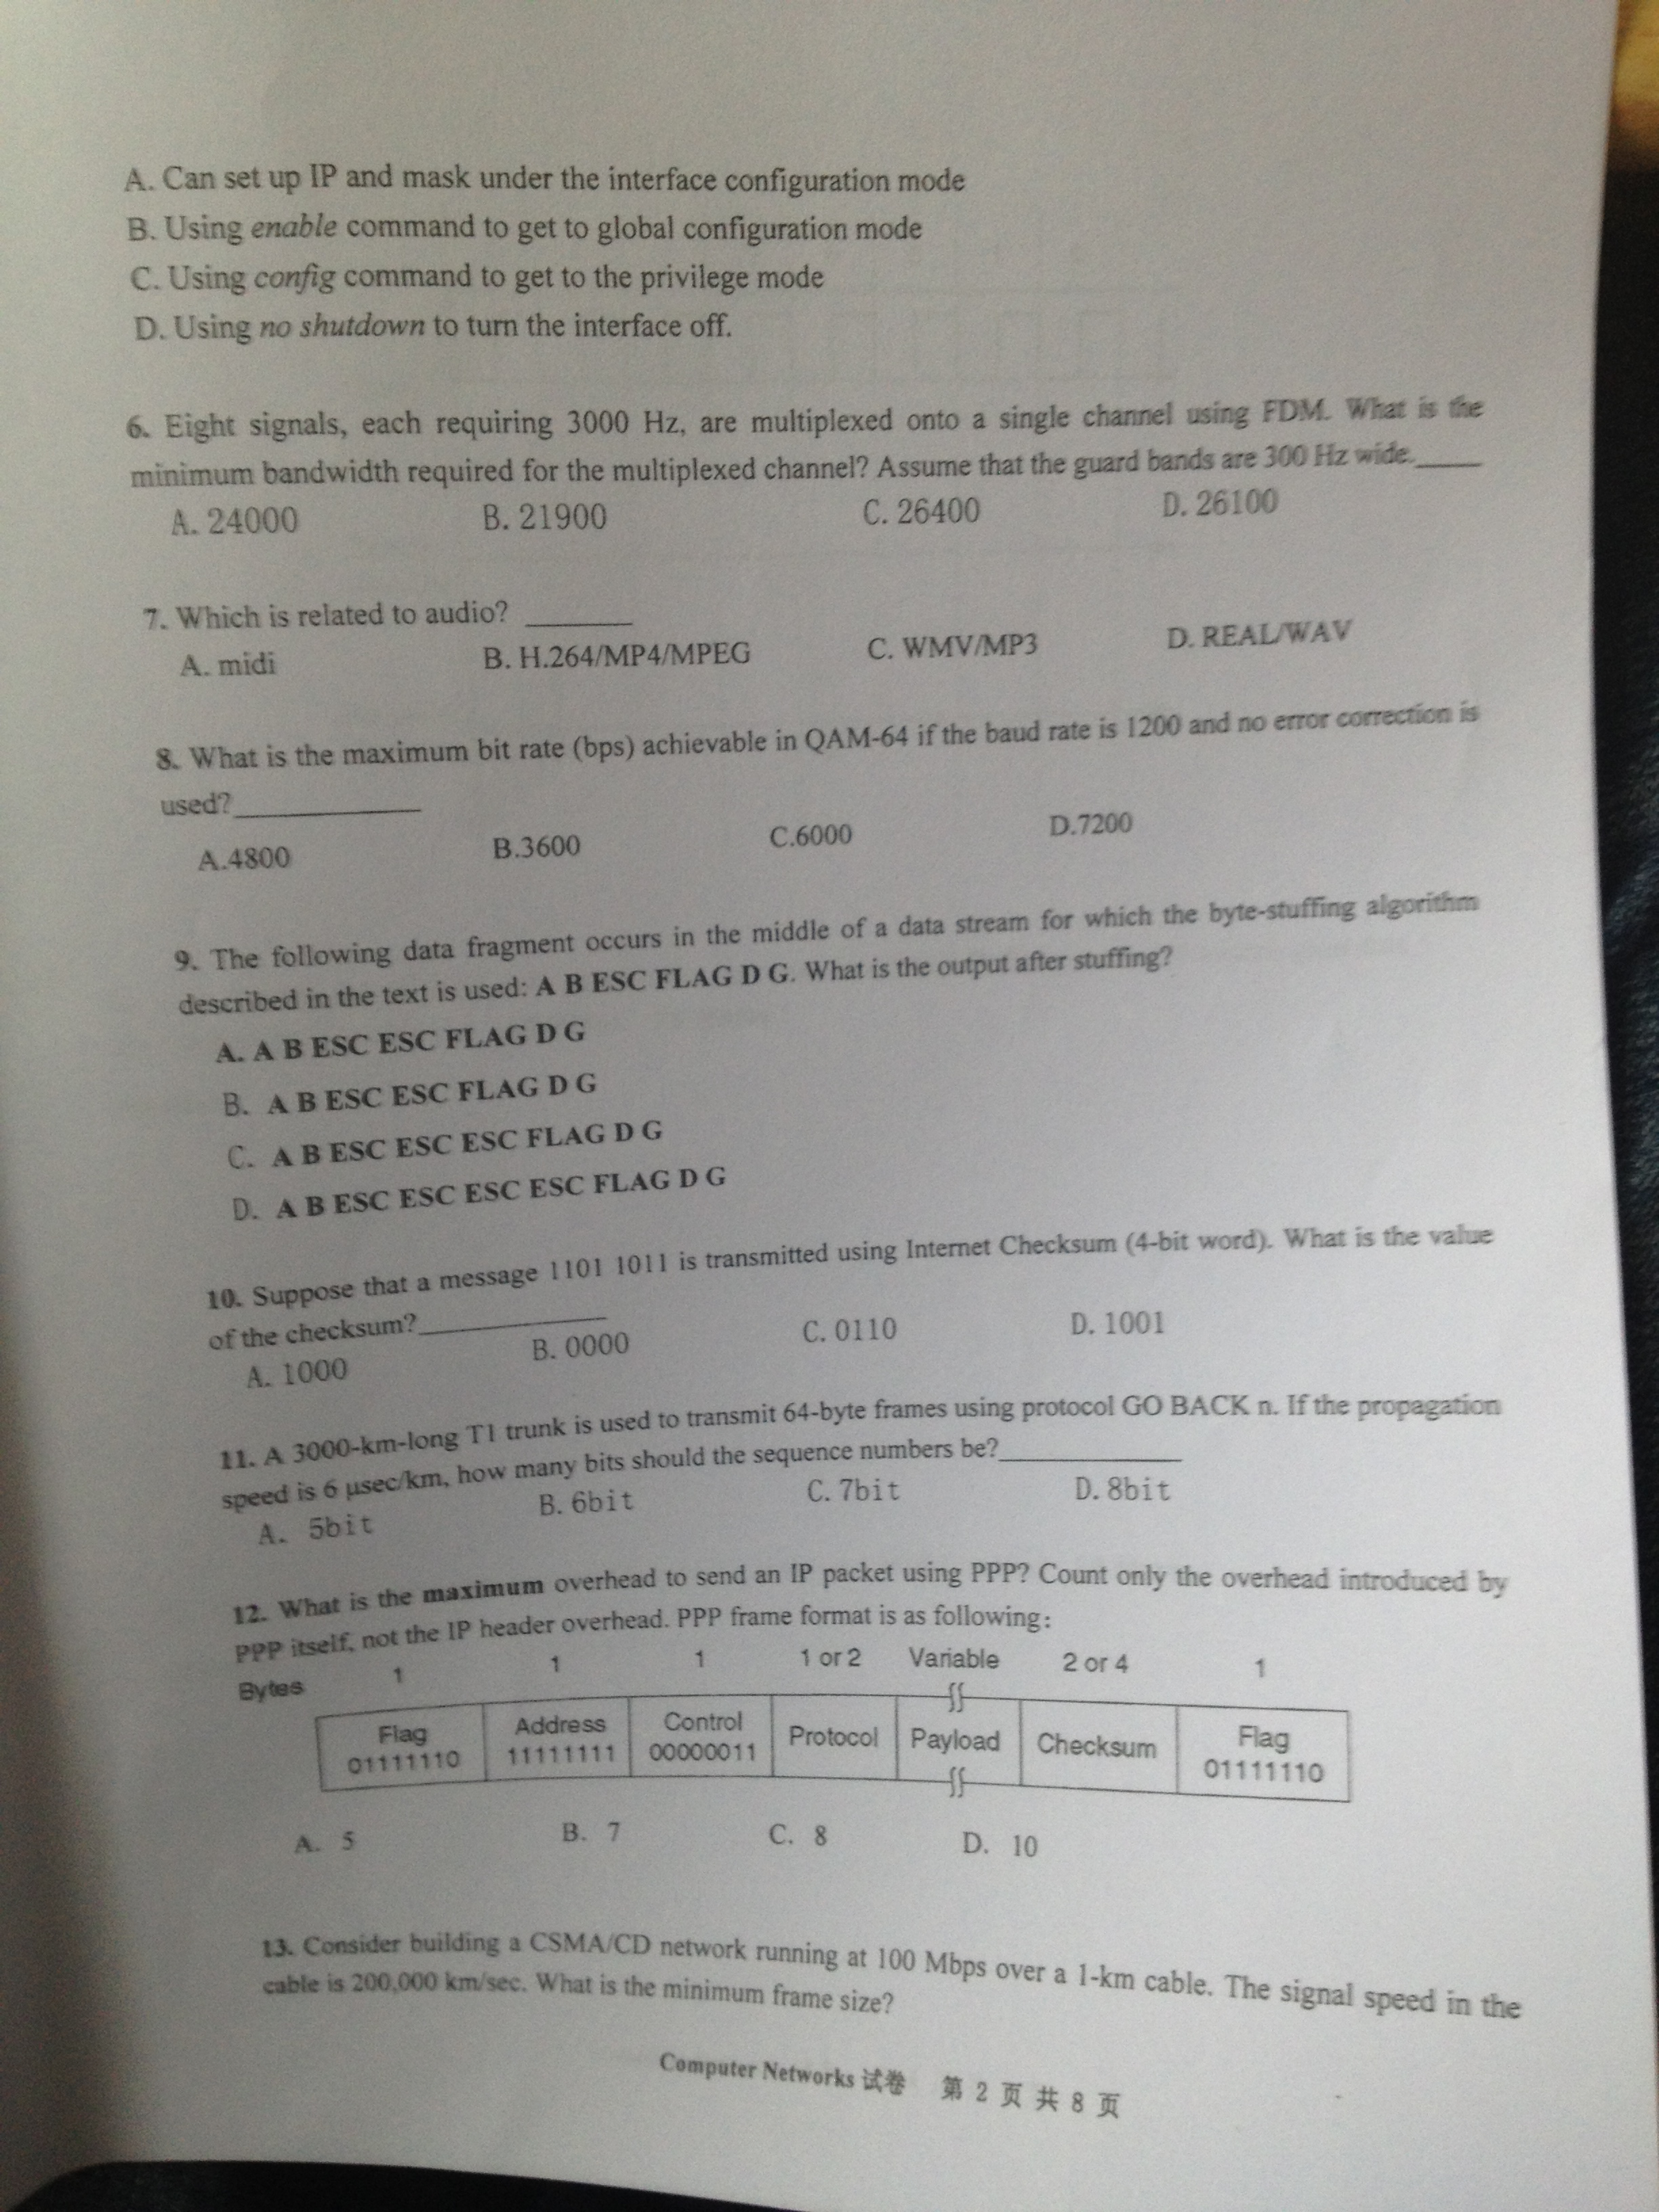 A. Can set up IP and mask under the interface configuration mode
B. Using enable command to get to global configuration mode
C. Using config command to get to the privilege mode
D. Using no shutdown to turn the interface off.
6. Eight signals, each requiring 3000 Hz, are multiplexed onto a single channel using FDM. What is the
minimum bandwidth required for the multiplexed channel? Assume that the guard bands are 300 Hz wide.____
A. 24000 B. 21900 C. 26400 D. 26100
7. Which is related to audio? ______
A. midi B. H.264/MP4/MPEG C. WMV/MP3 D. REAL/WAV
8. What is the maximum bit rate (bps) achievable in QAM-64 if the baud rate is 1200 and no error correction is
used?__________
A.4800 B.3600 C.6000 D.7200
9. The following data fragment occurs in the middle of a data stream for which the byte-stuffing algorithm
described in the text is used: A B ESC FLAG D G. What is the output after stuffing?
A. A B ESC ESC FLAG D G
B. A B ESC ESC FLAG D G
C. A B ESC ESC ESC FLAG D G
D. A B ESC ESC ESC ESC FLAG D G
10. Suppose that a message 1101 1011 is transmitted using Internet Checksum (4-bit word). What is the value
of the checksum?__________
A. 1000 B. 0000 C. 0110 D. 1001
11. A 3000-km-long T1 trunk is used to transmit 64-byte frames using protocol GO BACK n. If the propagation
speed is 6 μsec/km, how many bits should the sequence numbers be?__________
A. 5bit B. 6bit C. 7bit D. 8bit
12. What is the maximum overhead to send an IP packet using PPP? Count only the overhead introduced by
PPP itself, not the IP header overhead. PPP frame format is as following:
Bytes 1 1 1 1 or 2 Variable 2 or 4 1
Flag Address Control Protocol Payload Checksum Flag
01111110 11111111 00000011 01111110
A. 5 B. 7 C. 8 D. 10
13. Consider building a CSMA/CD network running at 100 Mbps over a 1-km cable. The signal speed in the
cable is 200,000 km/sec. What is the minimum frame size?
Computer Networks 试卷 第 2 页 共 8 页